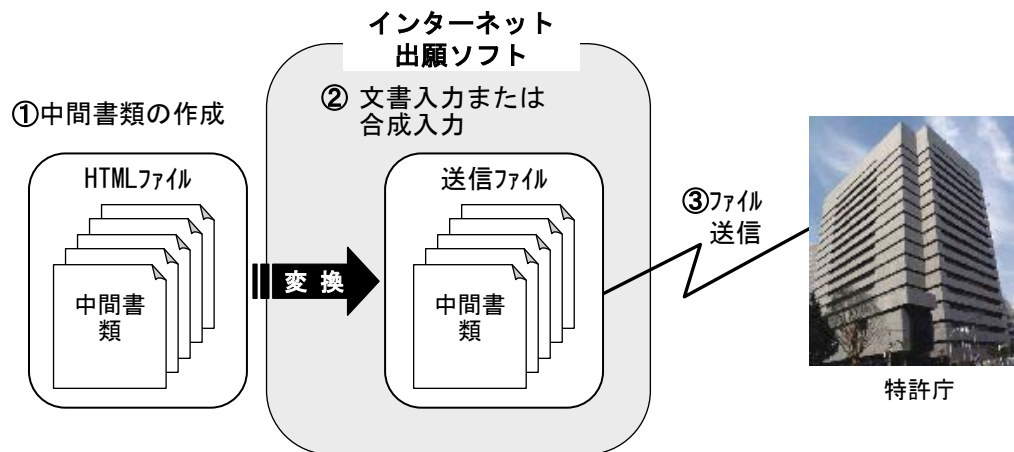 インターネット
出願ソフト
①中間書類の作成
② 文書入力または
合成入力
HTMLファイル
送信ファイル
③ファイル
送信
変 換
中間書
類
中間書
類
特許庁